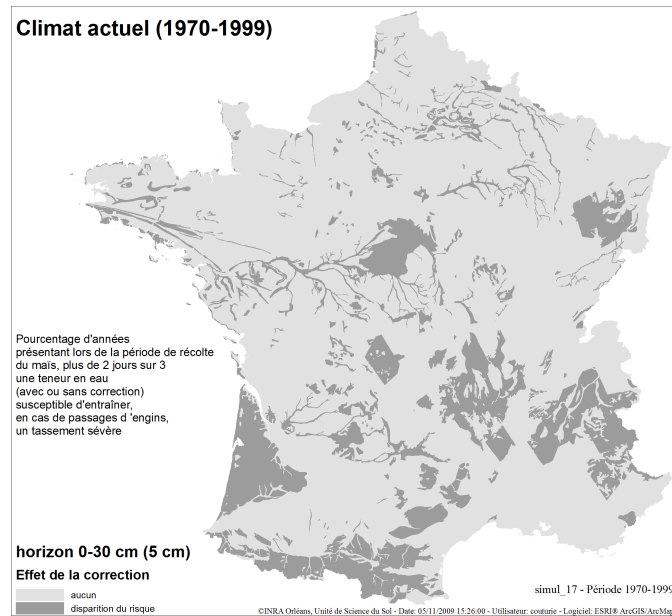 Climat actuel (1970-1999)
Pourcentage d'années
présentant lors de la période de récolte
du maïs, plus de 2 jours sur 3
une teneur en eau
(avec ou sans correction)
susceptible d'entraîner,
en cas de passages d 'engins,
un tassement sévère
horizon 0-30 cm (5 cm)
Effet de la correction
aucun
disparition du risque
simul_17 - Période 1970-1999
©INRA Orléans, Unité de Science du Sol - Date: 05/11/2009 15:26:00 - Utilisateur: couturie - Logiciel: ESRI® ArcGIS/ArcMap